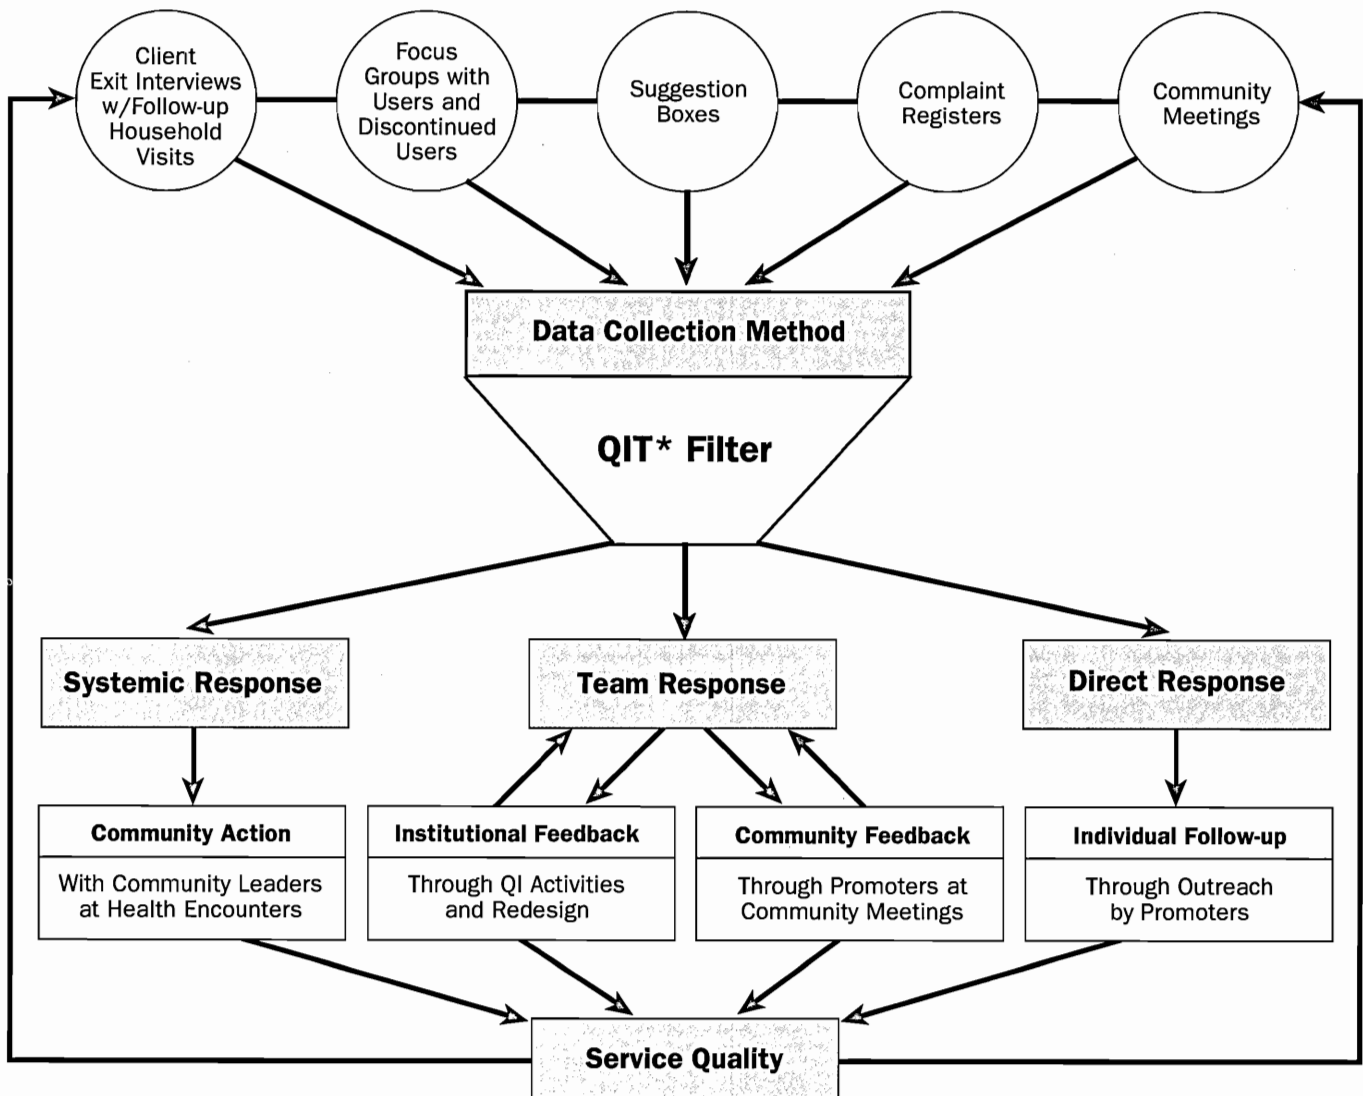 Client
Exit Interviews
w/Follow-up
Household
Visits
Focus
Groups with
Users and
Discontinued
Users
Suggestion
Boxes
Complaint
Registers
Community
Meetings
Data Collection Method
QIT* Filter
Systemic Response
Team Response
Direct Response
Community Action
With Community Leaders
at Health Encounters
Institutional Feedback
Through QI Activities
and Redesign
Community Feedback
Through Promoters at
Community Meetings
Individual Follow-up
Through Outreach
by Promoters
Service Quality